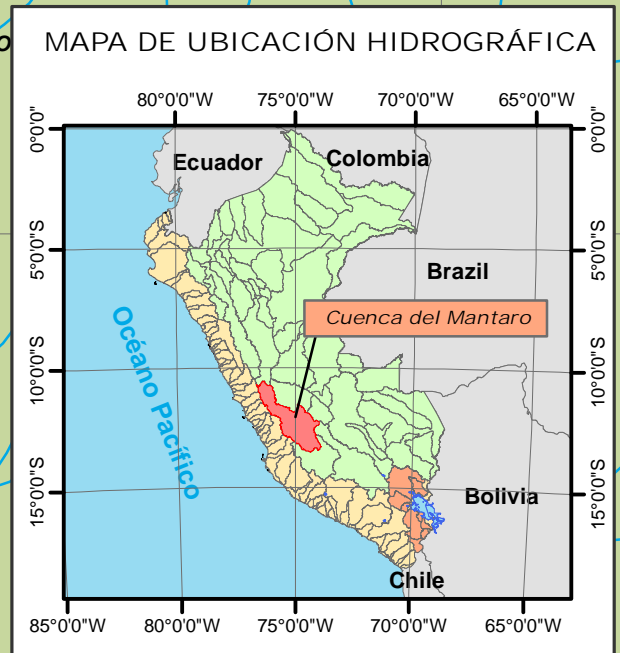 o
MAPA DE UBICACIÓN HIDROGRÁFICA
80°0'0"W 75°0'0"W 70°0'0"W 65°0'0"W
0°0'0" 0°0'0"
Ecuador Colombia
5°0'0"S 5°0'0"S
Brazil
Cuenca del Mantaro
Océano Pacífico
10°0'0"S 10°0'0"S
15°0'0"S 15°0'0"S
Bolivia
Chile
85°0'0"W 80°0'0"W 75°0'0"W 70°0'0"W 65°0'0"W